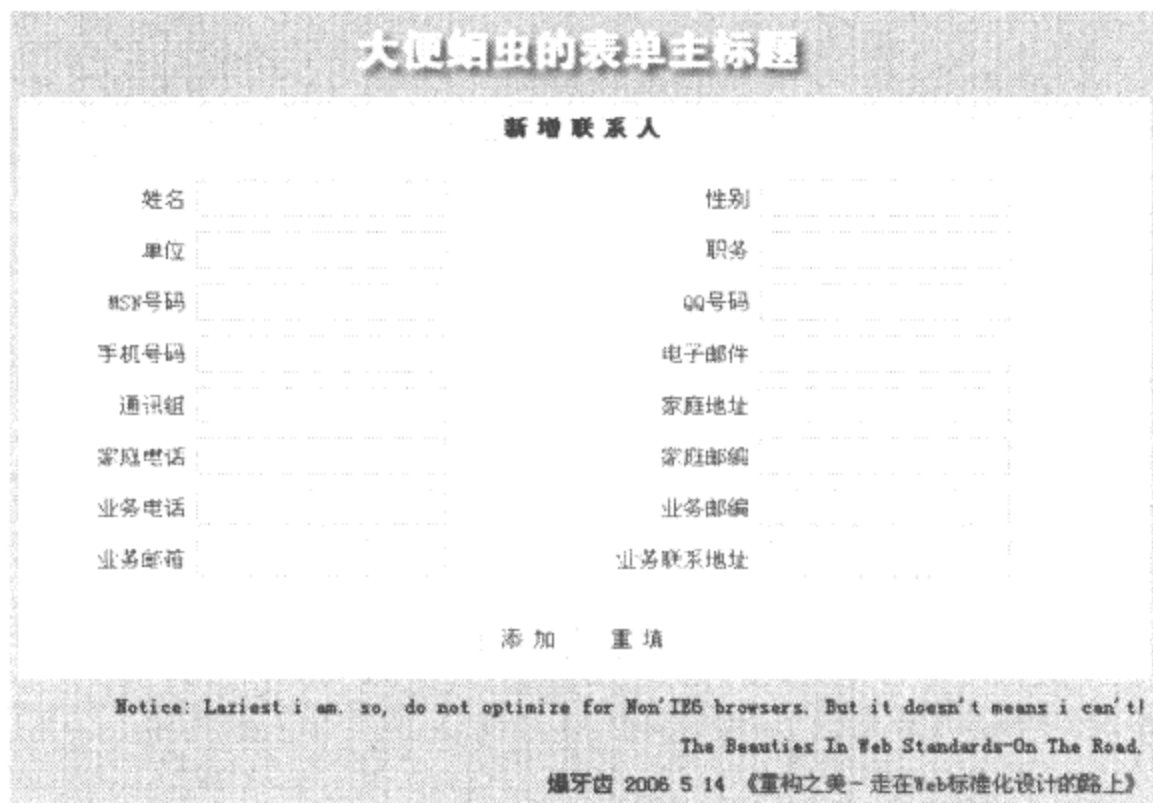 大便蛔虫的表单主标题
新增联系人
姓名 性别
单位 职务
MSN号码 QQ号码
手机号码 电子邮件
通讯组 家庭地址
家庭电话 家庭邮编
业务电话 业务邮编
业务邮箱 业务联系地址
添加 重填
Notice: Laziest i am. so, do not optimize for Non'IE6 browsers. But it doesn't means i can't!
The Beauties In Web Standards-On The Road.
爆牙齿 2006 5 14 《重构之美-走在Web标准化设计的路上》